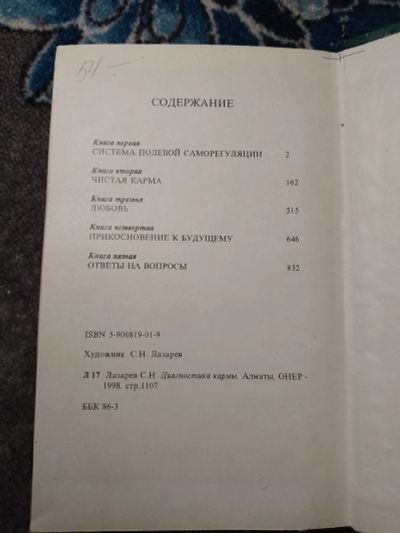 СОДЕРЖАНИЕ
Книга первая
СИСТЕМА ПОЛЕВОЙ САМОРЕГУЛЯЦИИ 2
Книга вторая
ЧИСТАЯ КАРМА 162
Книга третья
ЛЮБОВЬ 515
Книга четвертая
ПРИКОСНОВЕНИЕ К БУДУЩЕМУ 646
Книга пятая
ОТВЕТЫ НА ВОПРОСЫ 832
ISBN 5-900819-01-9
Художник С.Н. Лазарев
Л 17 Лазарев С.Н. Диагностика кармы. Алматы, ОНЕР -
1998. стр.1107
ББК 86-3